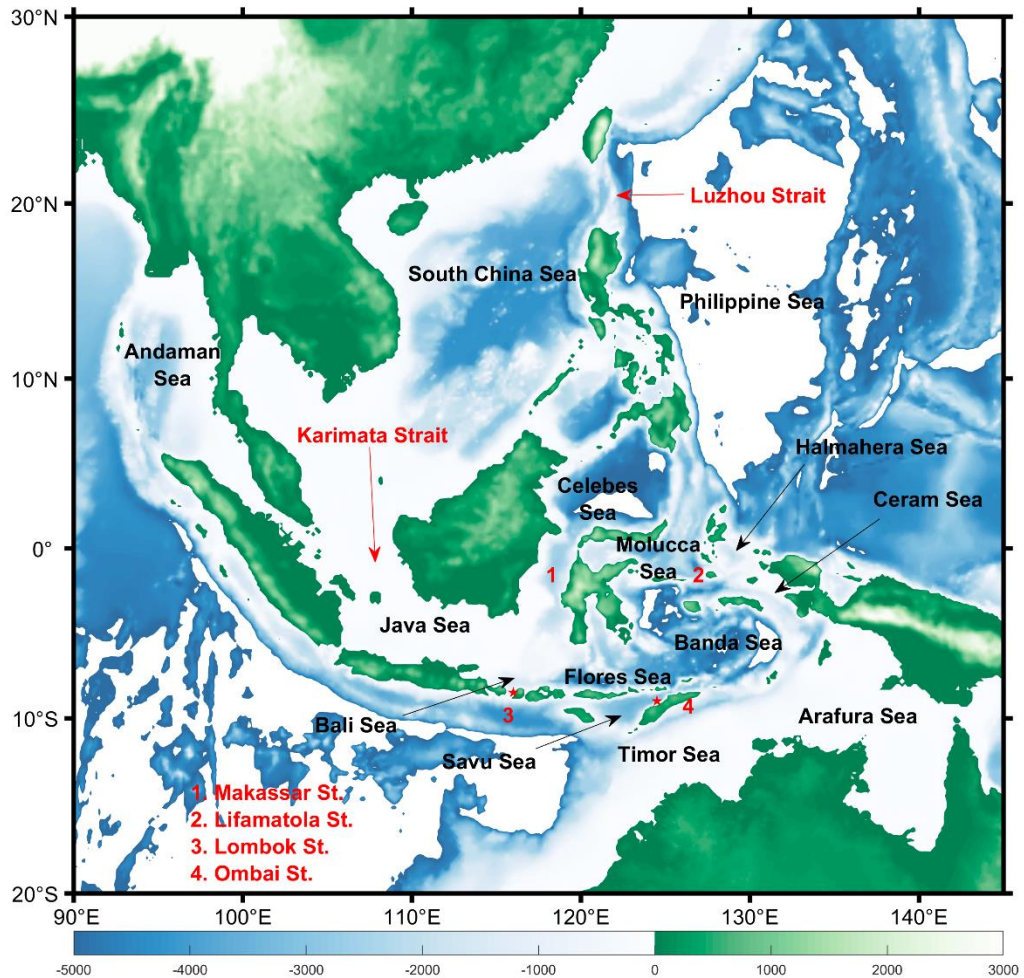 30°N
20°N
10°N
0°
10°S
20°S
90°E
100°E
110°E
120°E
130°E
140°E
Luzhou Strait
South China Sea
Philippine Sea
Andaman
Sea
Karimata Strait
Halmahera Sea
Celebes
Sea
Ceram Sea
Molucca
Sea
1
2
Java Sea
Banda Sea
Flores Sea
3
4
Bali Sea
Arafura Sea
Savu Sea
Timor Sea
1. Makassar St.
2. Lifamatola St.
3. Lombok St.
4. Ombai St.
-5000
-4000
-3000
-2000
-1000
0
1000
2000
3000